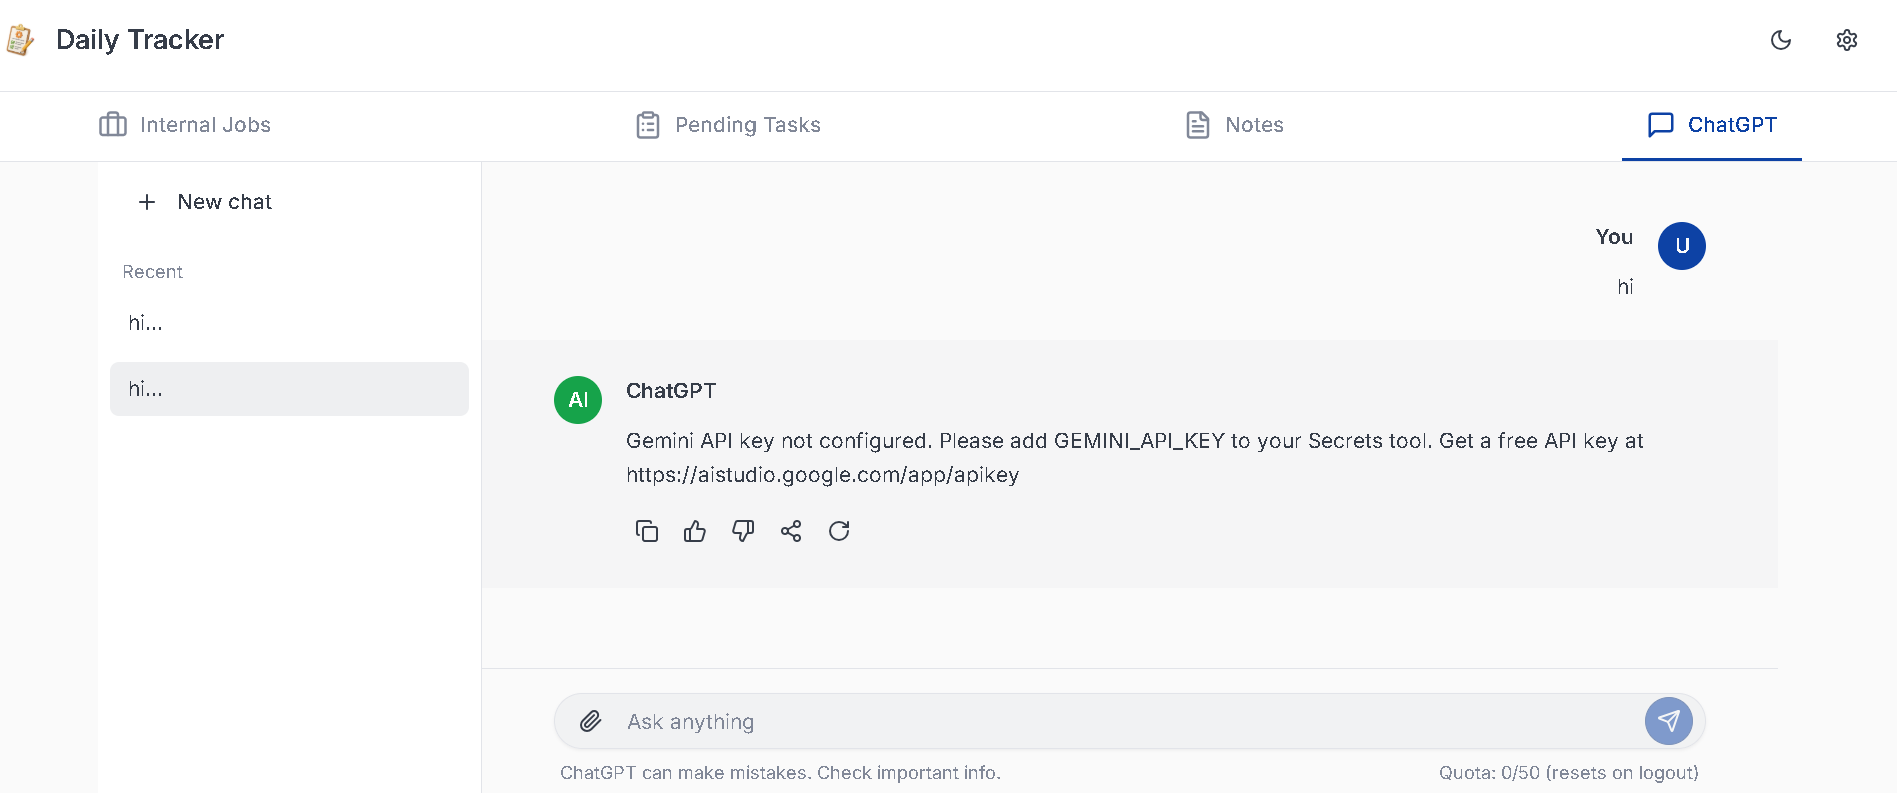 Daily Tracker
Internal Jobs
Pending Tasks
Notes
ChatGPT
New chat
Recent
hi...
hi...
You
U
hi
AI
ChatGPT
Gemini API key not configured. Please add GEMINI_API_KEY to your Secrets tool. Get a free API key at
https://aistudio.google.com/app/apikey
Ask anything
ChatGPT can make mistakes. Check important info.
Quota: 0/50 (resets on logout)